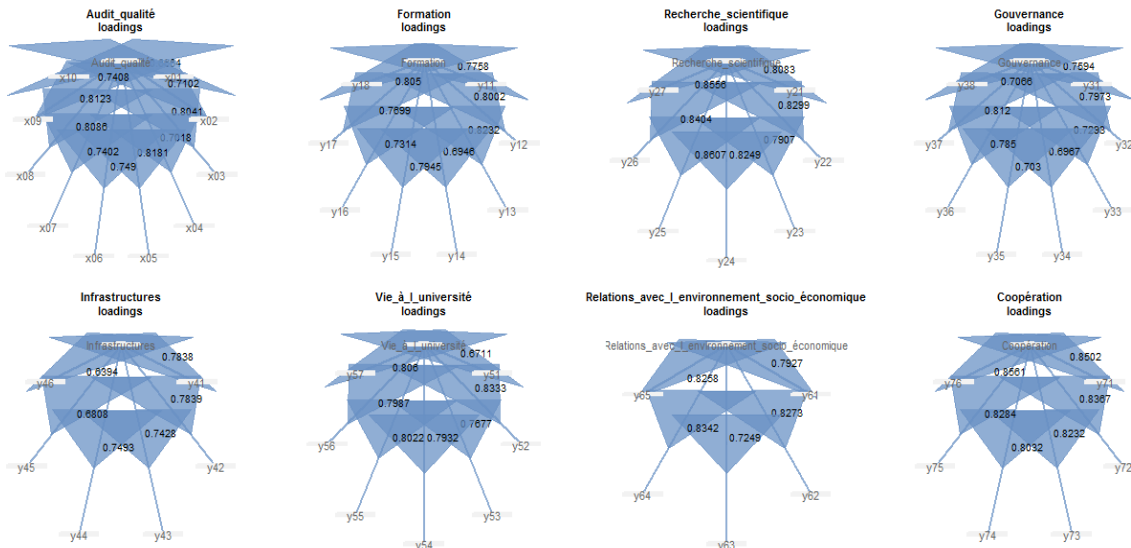 Audit_qualité
loadings
Audit_qualité
x10
0.7408
x01
0.7102
0.8123
x09
0.8041
x02
0.8086
0.7018
x08
0.7402
0.8181
x03
0.749
x07
x04
x06
x05
Formation
loadings
Formation
0.7758
y18
0.805
y11
0.8002
0.7699
y17
0.8232
y12
0.7314
0.6946
0.7945
y16
y13
y15
y14
Recherche_scientifique
loadings
Recherche_scientifique
0.8083
y27
0.8556
y21
0.8299
0.8404
y26
0.7907
y22
0.8607
0.8249
y25
y23
y24
Gouvernance
loadings
Gouvernance
0.7594
y38
0.7066
y31
0.7973
0.812
y37
0.7293
y32
0.785
0.6967
0.703
y36
y33
y35
y34
Infrastructures
loadings
Infrastructures
0.7838
y46
0.6394
y41
0.7839
0.6808
0.7428
0.7493
y45
y42
y44
y43
Vie_à_l_université
loadings
Vie_à_l_université
0.6711
y57
0.806
y51
0.8333
0.7987
0.7677
y56
y52
0.8022
0.7932
y55
y53
y54
Relations_avec_l_environnement_socio_économique
loadings
Relations_avec_l_environnement_socio_économique
0.7927
0.8258
y65
y61
0.8273
0.8342
0.7249
y64
y62
y63
Coopération
loadings
Coopération
0.8502
0.8561
y76
y71
0.8367
0.8284
0.8232
0.8032
y75
y72
y74
y73